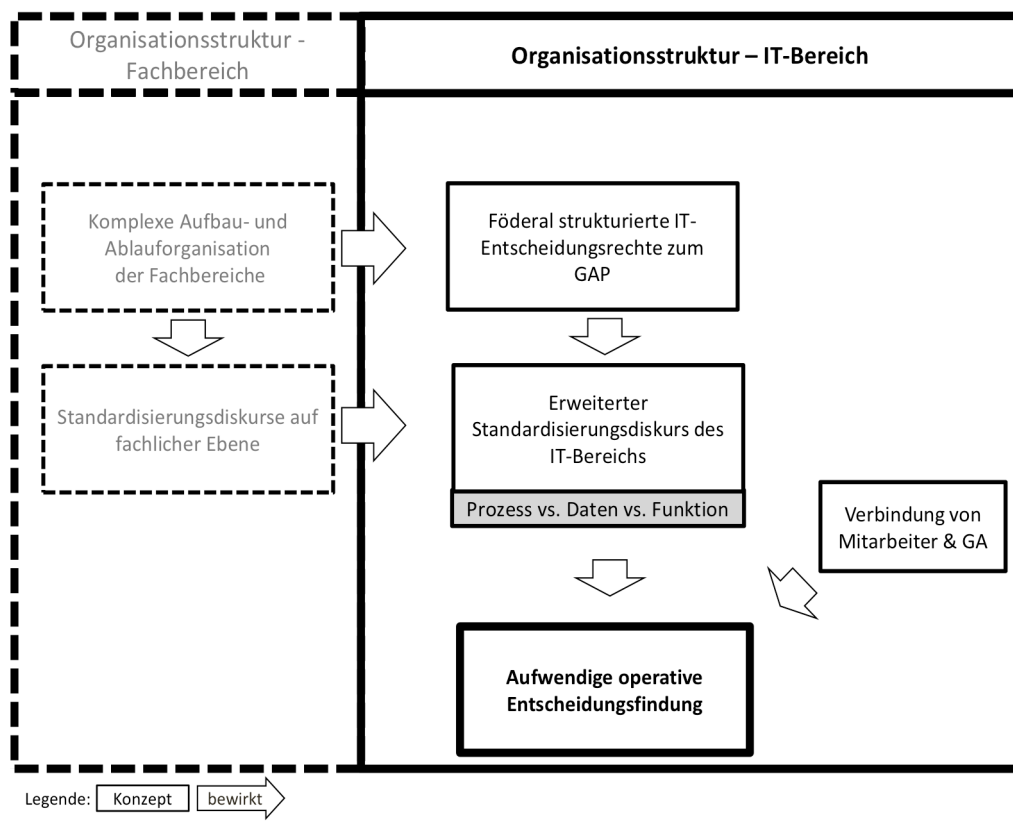 Organisationsstruktur -
Fachbereich
Organisationsstruktur – IT-Bereich
Komplexe Aufbau- und
Ablauforganisation
der Fachbereiche
Föderal strukturierte IT-
Entscheidungsrechte zum
GAP
Standardisierungsdiskurse auf
fachlicher Ebene
Erweiterter
Standardisierungsdiskurs des
IT-Bereichs
Prozess vs. Daten vs. Funktion
Verbindung von
Mitarbeiter & GA
Aufwendige operative
Entscheidungsfindung
Legende: Konzept bewirkt